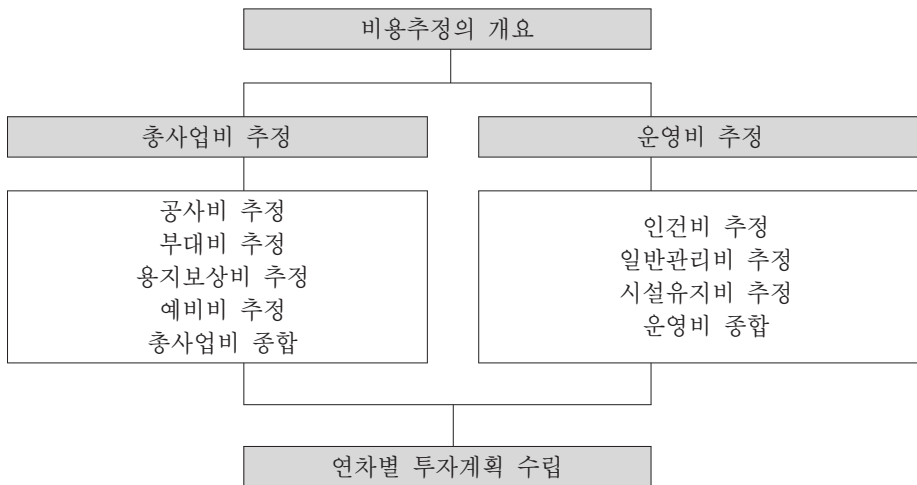 비용추정의 개요
총사업비 추정
운영비 추정
공사비 추정
부대비 추정
용지보상비 추정
예비비 추정
총사업비 종합
인건비 추정
일반관리비 추정
시설유지비 추정
운영비 종합
연차별 투자계획 수립